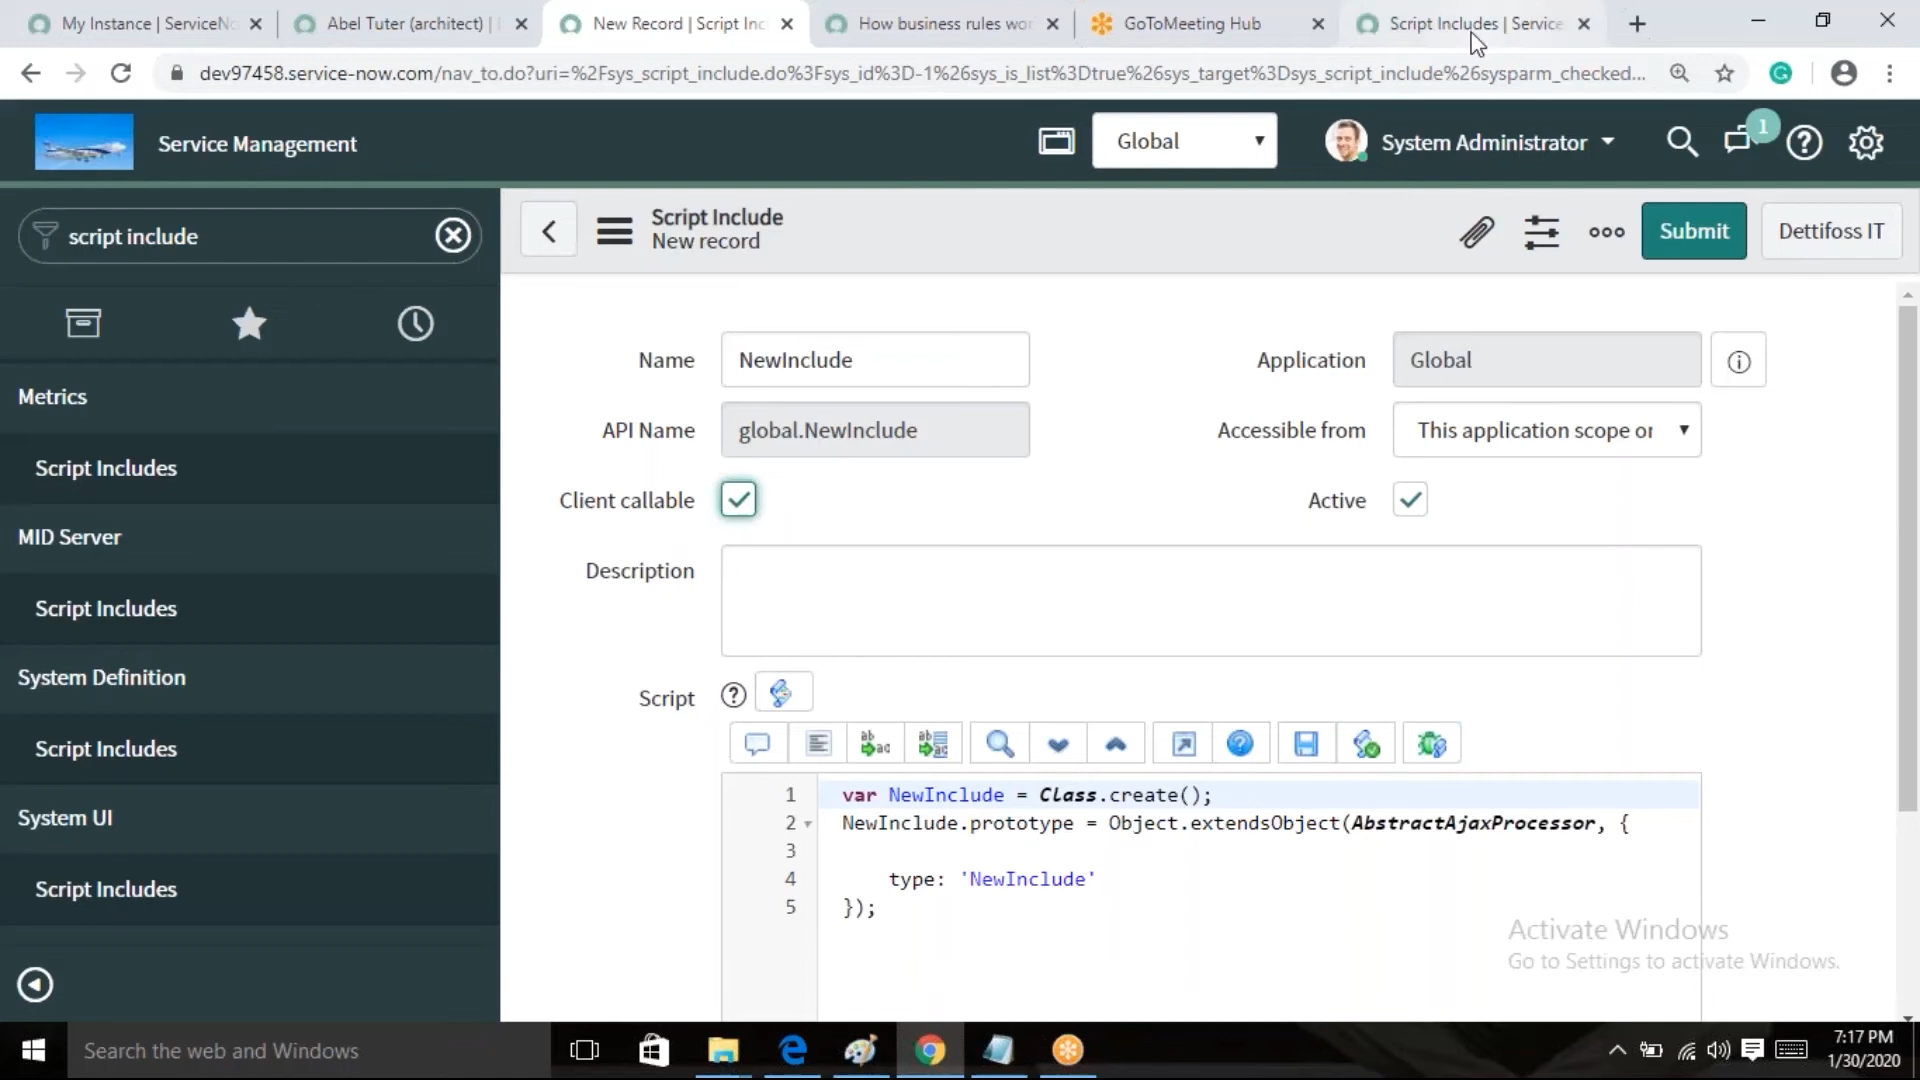 My Instance | ServiceN
Abel Tuter (architect) |
New Record | Script Inc
How business rules wo
GoToMeeting Hub
Script Includes | Service
dev97458.service-now.com/nav_to.do?uri=%2Fsys_script_include.do%3Fsys_id%3D-1%26sys_is_list%3Dtrue%26sys_target%3Dsys_script_include%26sysparm_checked...
Service Management
Global
System Administrator
1
script include
Script Include
New record
Submit
Dettifoss IT
Metrics
Script Includes
MID Server
Script Includes
System Definition
Script Includes
System UI
Script Includes
Name
NewInclude
Application
Global
API Name
global.NewInclude
Accessible from
This application scope or
Client callable
Active
Description
Script
1 var NewInclude = Class.create();
2 NewInclude.prototype = Object.extendsObject(AbstractAjaxProcessor, {
3
4 type: 'NewInclude'
5 });
Activate Windows
Go to Settings to activate Windows.
Search the web and Windows
7:17 PM
1/30/2020